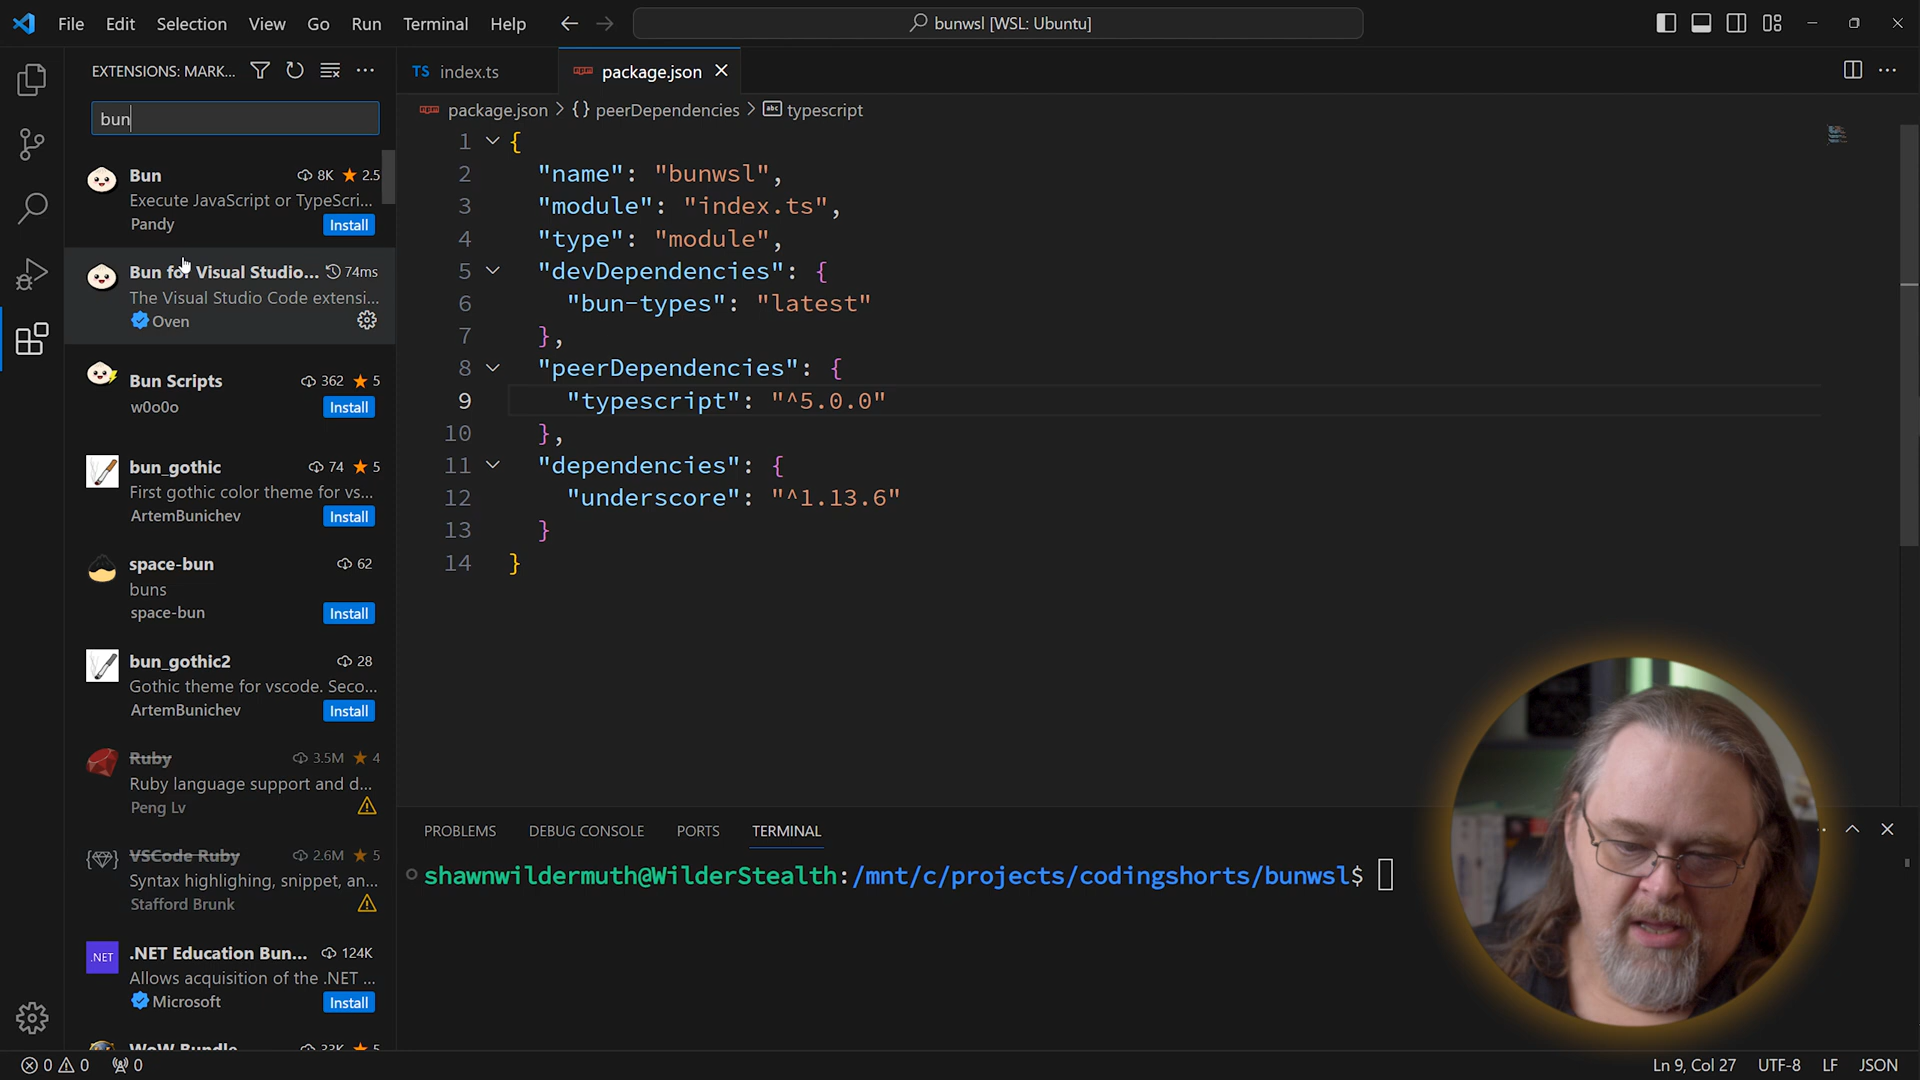 File Edit Selection View Go Run Terminal Help
bunwsl [WSL: Ubuntu]
EXTENSIONS: MARK...
bun
Bun 8K 2.5
Execute JavaScript or TypeScri...
Pandy Install
Bun for Visual Studio... 74ms
The Visual Studio Code extensi...
Oven
Bun Scripts 362 5
w0o0o Install
bun_gothic 74 5
First gothic color theme for vs...
ArtemBunichev Install
space-bun 62
buns
space-bun Install
bun_gothic2 28
Gothic theme for vscode. Seco...
ArtemBunichev Install
Ruby 3.5M 4
Ruby language support and d...
Peng Lv
VSCode Ruby 2.6M 5
Syntax highlighing, snippet, an...
Stafford Brunk
.NET .NET Education Bun... 124K
Allows acquisition of the .NET ...
Microsoft Install
WoW Bundle 33K 5
TS index.ts
package.json
package.json > {} peerDependencies > abc typescript
1 {
2 "name": "bunwsl",
3 "module": "index.ts",
4 "type": "module",
5 "devDependencies": {
6 "bun-types": "latest"
7 },
8 "peerDependencies": {
9 "typescript": "^5.0.0"
10 },
11 "dependencies": {
12 "underscore": "^1.13.6"
13 }
14 }
PROBLEMS DEBUG CONSOLE PORTS TERMINAL
shawnwildermuth@WilderStealth:/mnt/c/projects/codingshorts/bunwsl$
0 0 0
Ln 9, Col 27 UTF-8 LF JSON